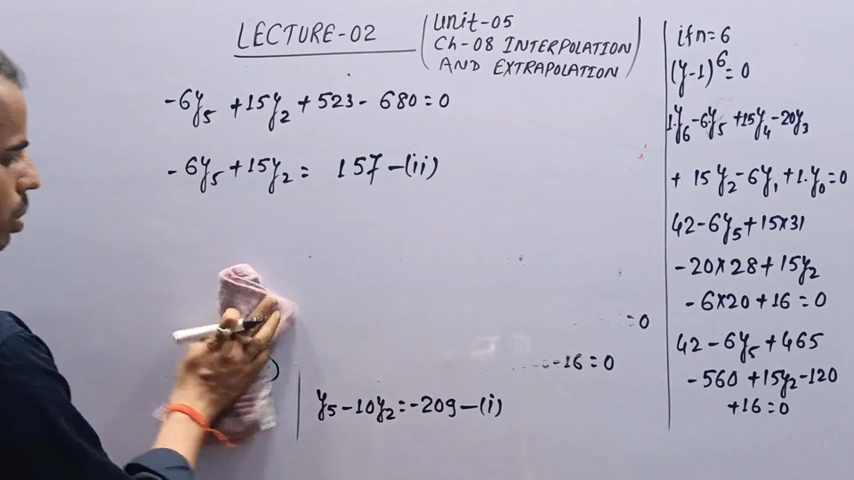 LECTURE-02
Unit-05
Ch-08 INTERPOLATION
AND EXTRAPOLATION
-6y₅ +15y₂ +523 - 680=0
-6y₅ +15y₂ = 157-(ii)
=0
-16=0
y₅-10y₂=-209-(i)
if n=6
(y-1)⁶=0
1.y₆-6y₅ +15y₄-20y₃
+ 15y₂-6y₁+1.y₀=0
42-6y₅+15×31
-20×28+15y₂
-6×20+16=0
42-6y₅+465
-560+15y₂-120
+16=0